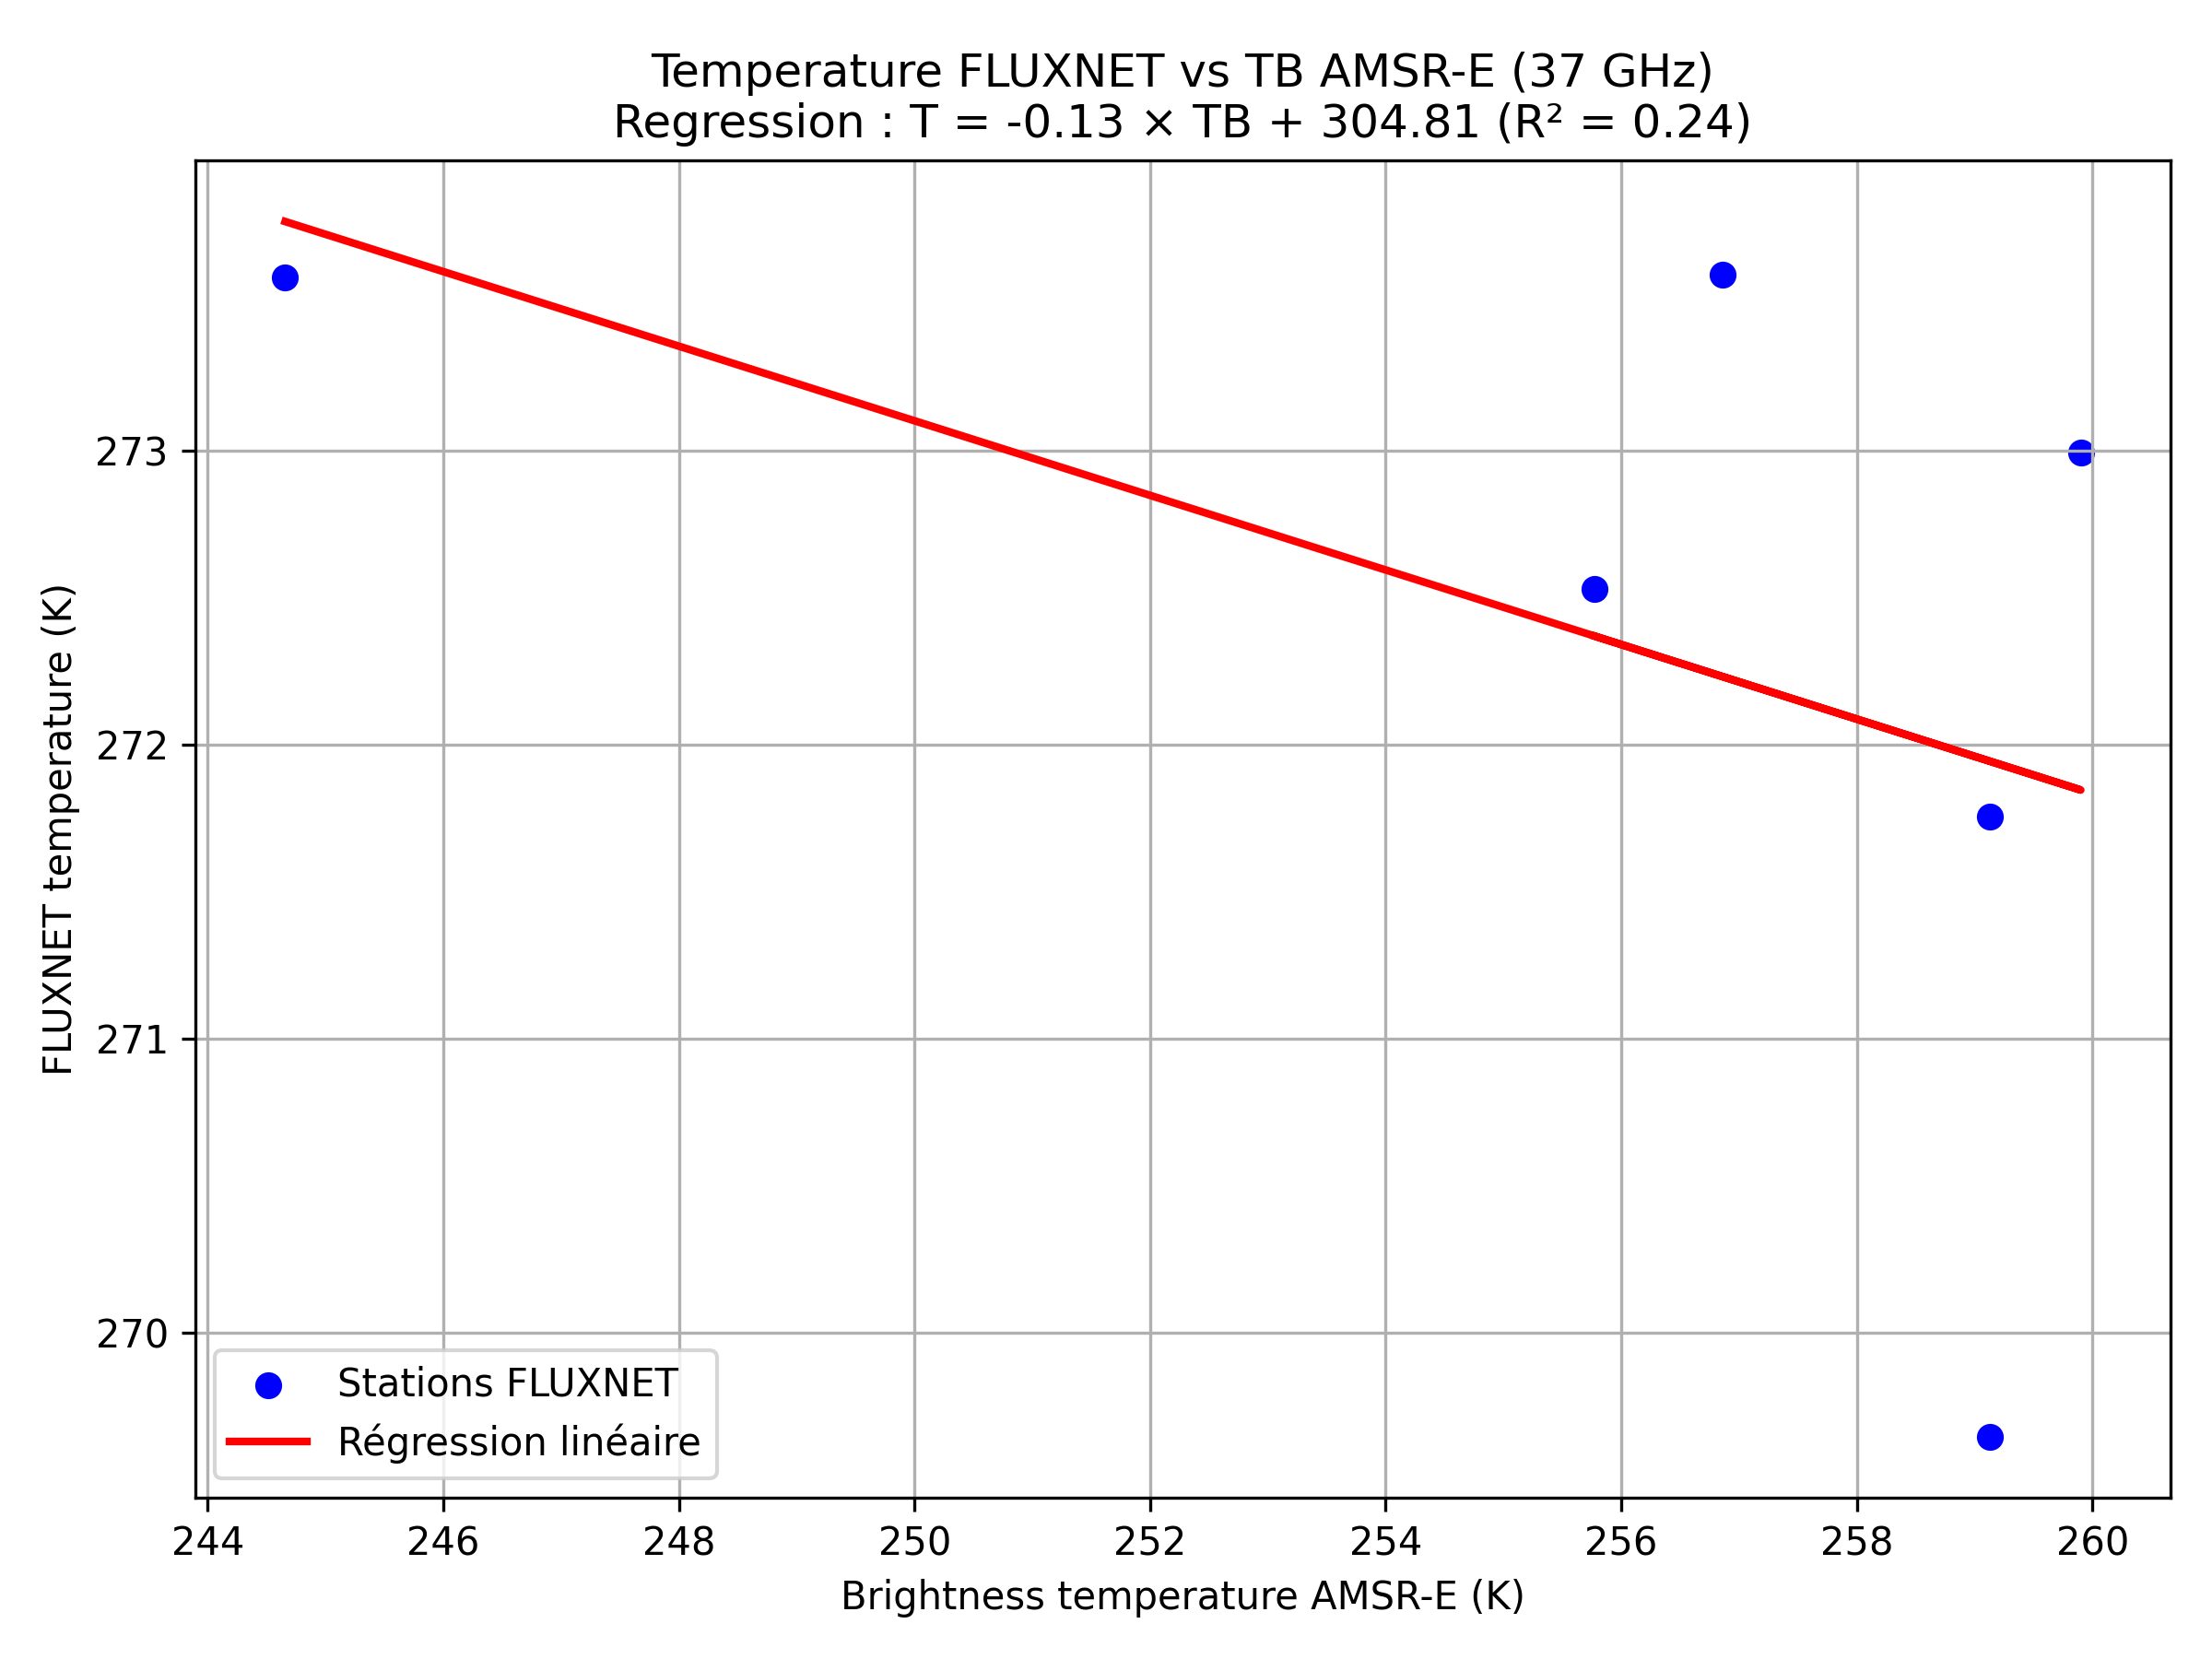 Temperature FLUXNET vs TB AMSR-E (37 GHz)
Regression : T = -0.13 × TB + 304.81 (R² = 0.24)
FLUXNET temperature (K)
273
272
271
270
Stations FLUXNET
Régression linéaire
244 246 248 250 252 254 256 258 260
Brightness temperature AMSR-E (K)